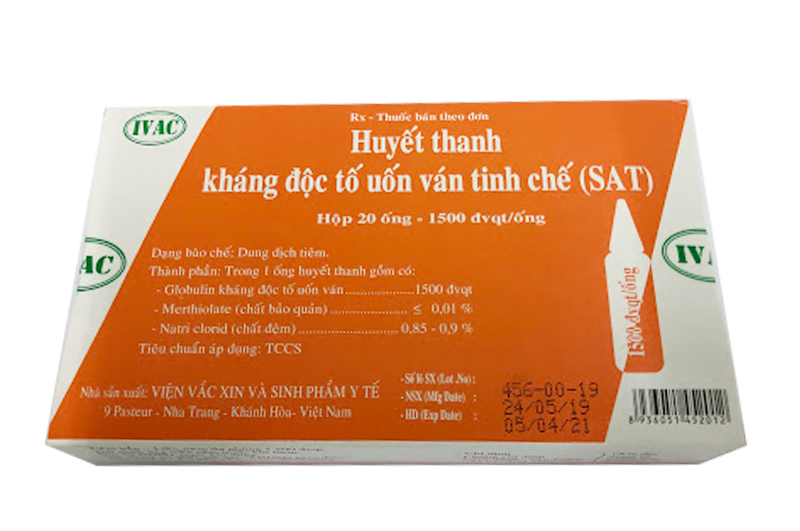 IVAC
Rx - Thuốc bán theo đơn
Huyết thanh
kháng độc tố uốn ván tinh chế (SAT)
Hộp 20 ống - 1500 đvqt/ống
IVAC
IVAC
1500 đvqt/ống
Dạng bào chế: Dung dịch tiêm.
Thành phần: Trong 1 ống huyết thanh gồm có:
- Globulin kháng độc tố uốn ván....................1500 đvqt
- Merthiolate (chất bảo quản) .................... ≤ 0,01 %
- Natri clorid (chất đệm)....................0,85 - 0,9 %
Tiêu chuẩn áp dụng: TCCS
Nhà sản xuất: VIỆN VẮC XIN VÀ SINH PHẨM Y TẾ
9 Pasteur - Nha Trang - Khánh Hòa- Việt Nam
- Số lô SX (Lot .No) : 456-00-19
- NSX (Mfg Date) : 24/05/19
- HD (Exp Date) : 05/04/21
8 936051 452012